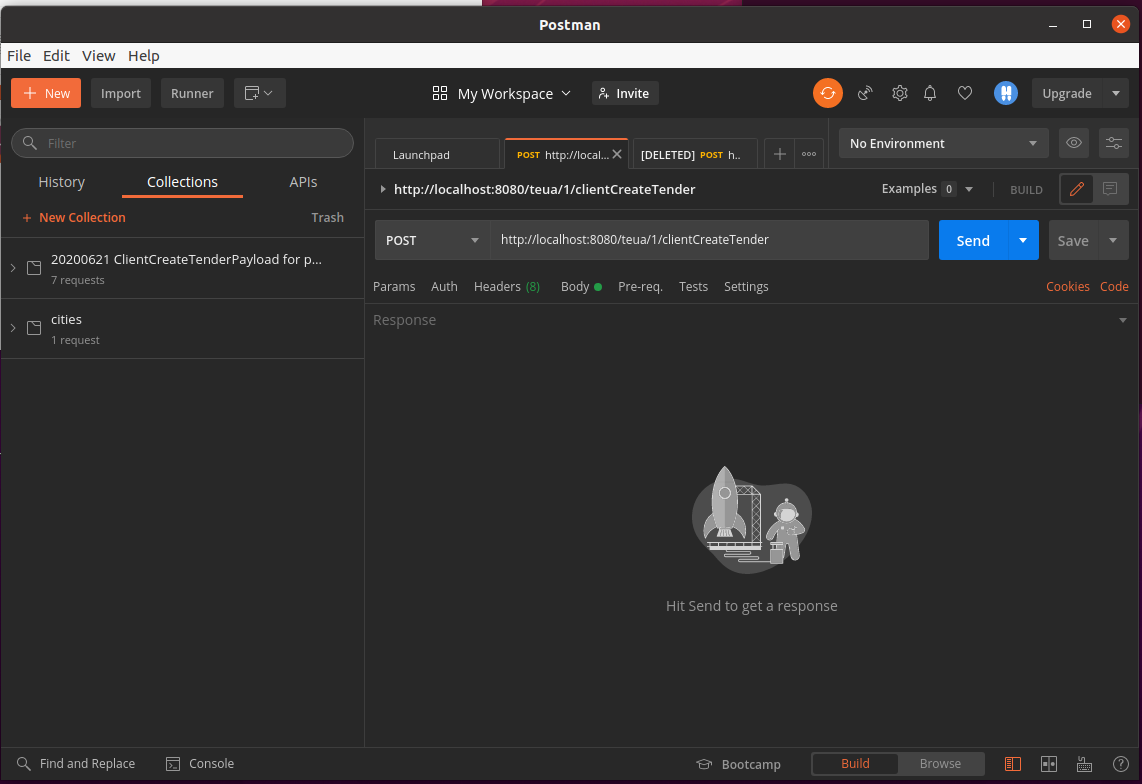 Postman
File Edit View Help
New Import Runner My Workspace Invite Upgrade
Filter
History Collections APIs
New Collection Trash
20200621 ClientCreateTenderPayload for p...
7 requests
cities
1 request
Launchpad POST http://local... [DELETED] POST h.. No Environment
http://localhost:8080/teua/1/clientCreateTender Examples 0 BUILD
POST http://localhost:8080/teua/1/clientCreateTender Send Save
Params Auth Headers (8) Body Pre-req. Tests Settings Cookies Code
Response
Hit Send to get a response
Find and Replace Console Bootcamp Build Browse